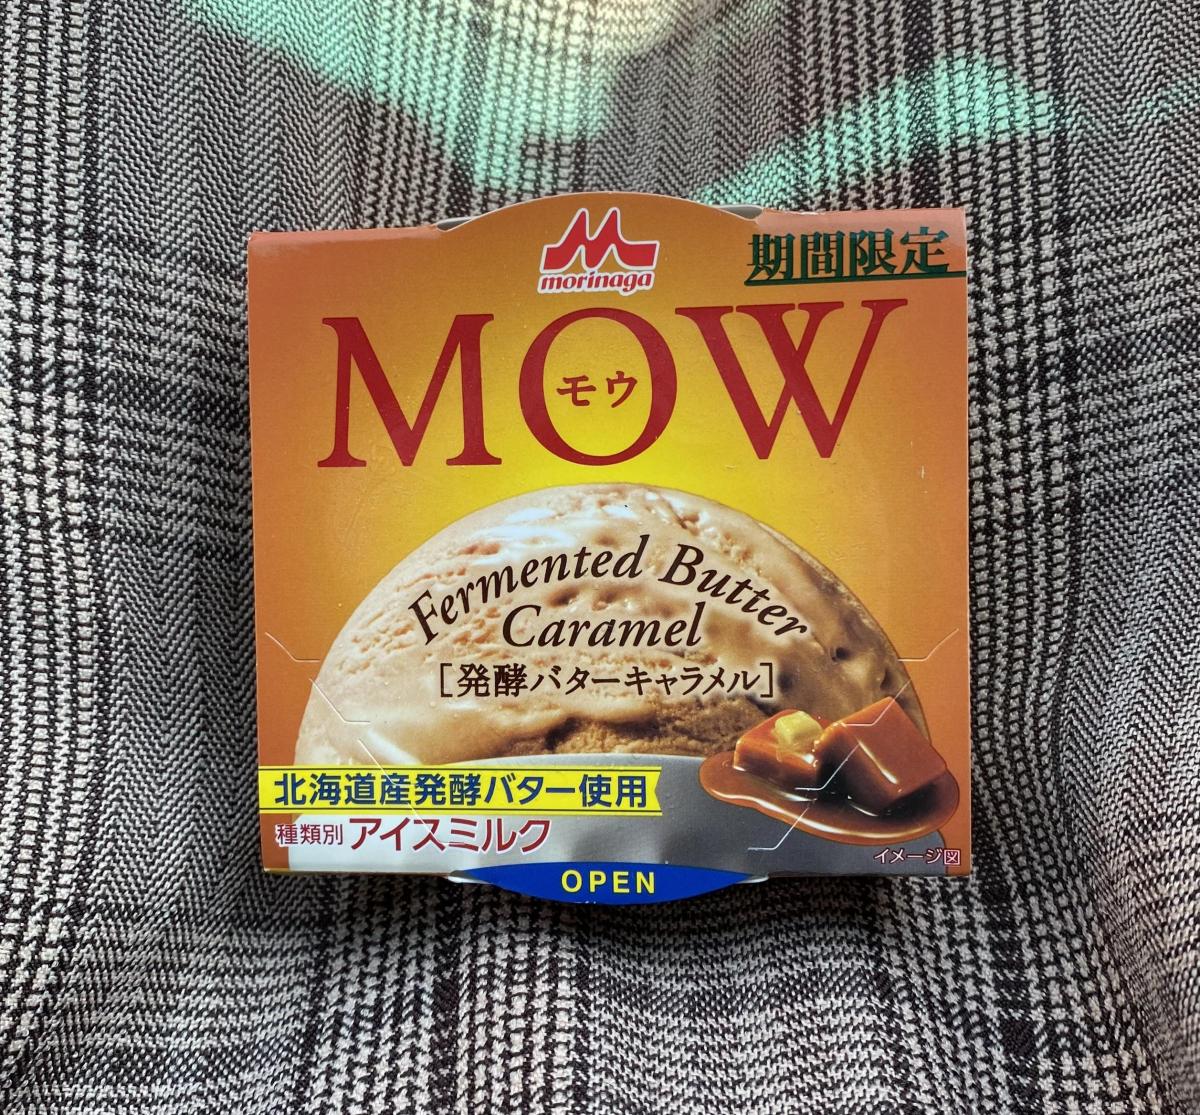 morinaga
期間限定
MOW
モウ
Fermented Butter
Caramel
［発酵バターキャラメル］
北海道産発酵バター使用
種類別 アイスミルク
イメージ図
OPEN